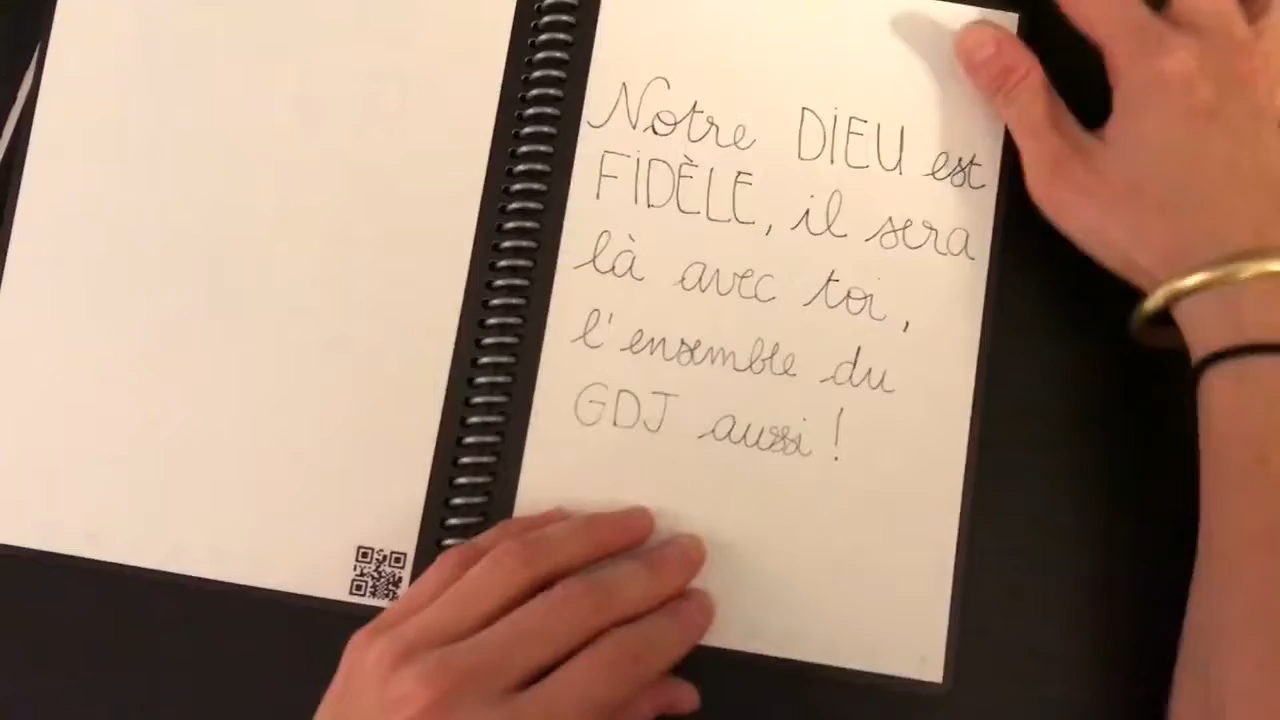 Notre DIEU est
FIDÈLE, il sera
là avec toi,
l'ensemble du
GDJ aussi !